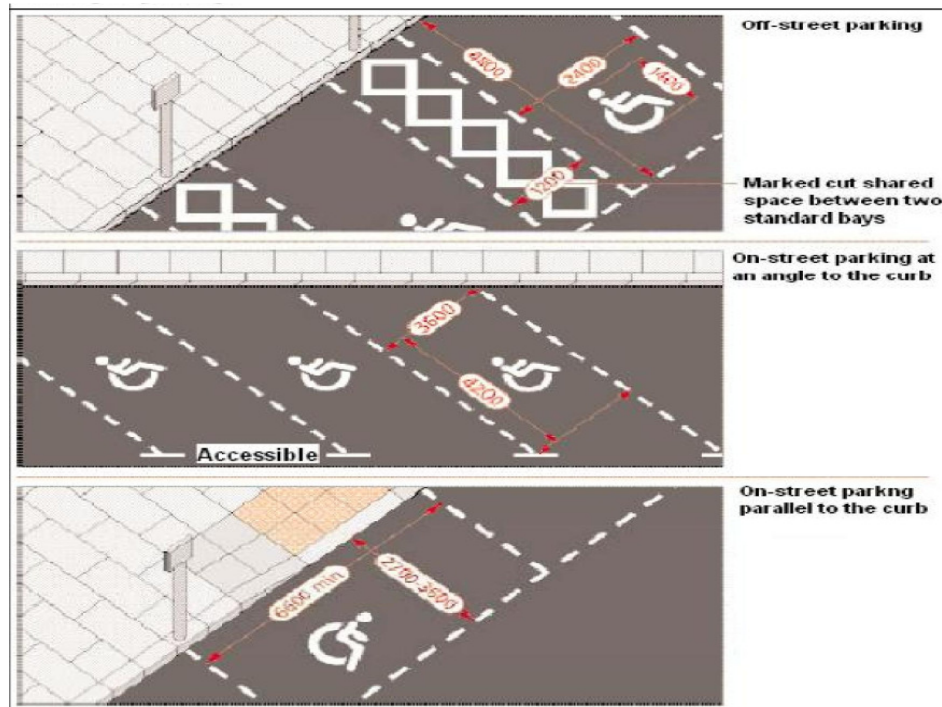 Off-street parking
4800
2400
1400
1200
Marked cut shared
space between two
standard bays
On-street parking at
an angle to the curb
3600
4200
Accessible
On-street parkng
parallel to the curb
6600 min
2700-3600